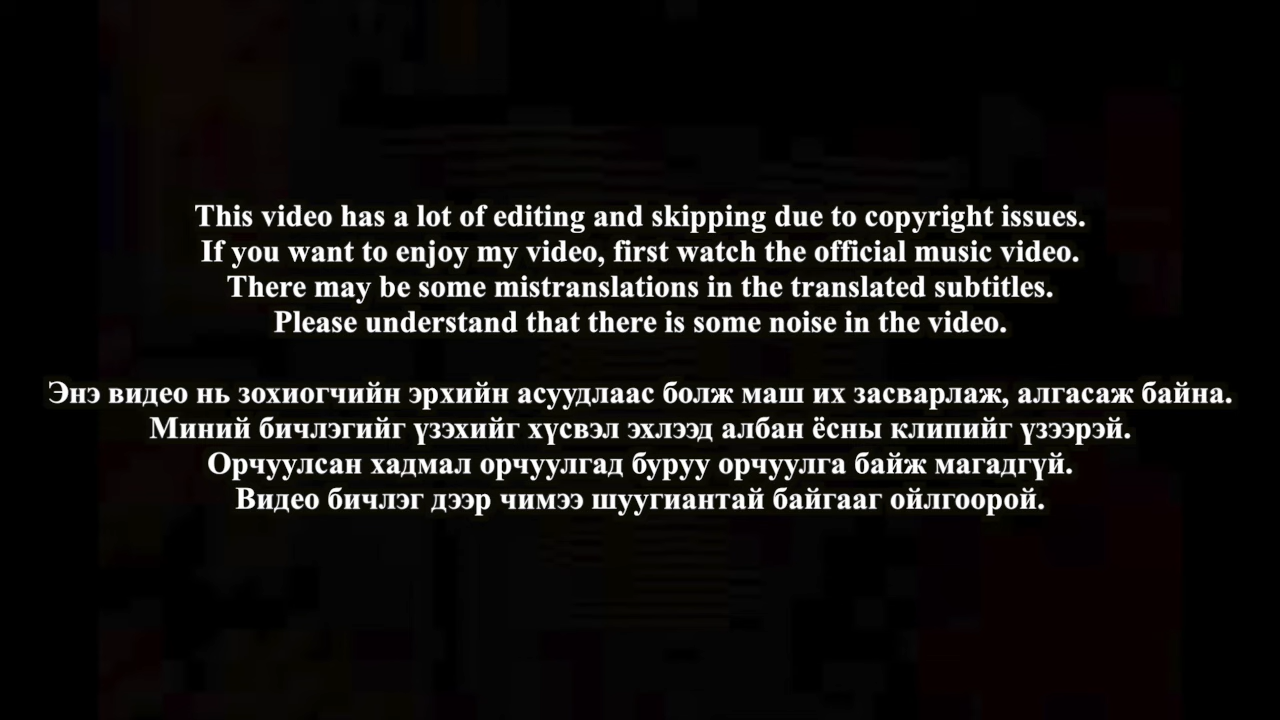 This video has a lot of editing and skipping due to copyright issues.
If you want to enjoy my video, first watch the official music video.
There may be some mistranslations in the translated subtitles.
Please understand that there is some noise in the video.
Энэ видео нь зохиогчийн эрхийн асуудлаас болж маш их засварлаж, алгасаж байна.
Миний бичлэгийг үзэхийг хүсвэл эхлээд албан ёсны клипийг үзээрэй.
Орчуулсан хадмал орчуулгад буруу орчуулга байж магадгүй.
Видео бичлэг дээр чимээ шуугиантай байгааг ойлгоорой.